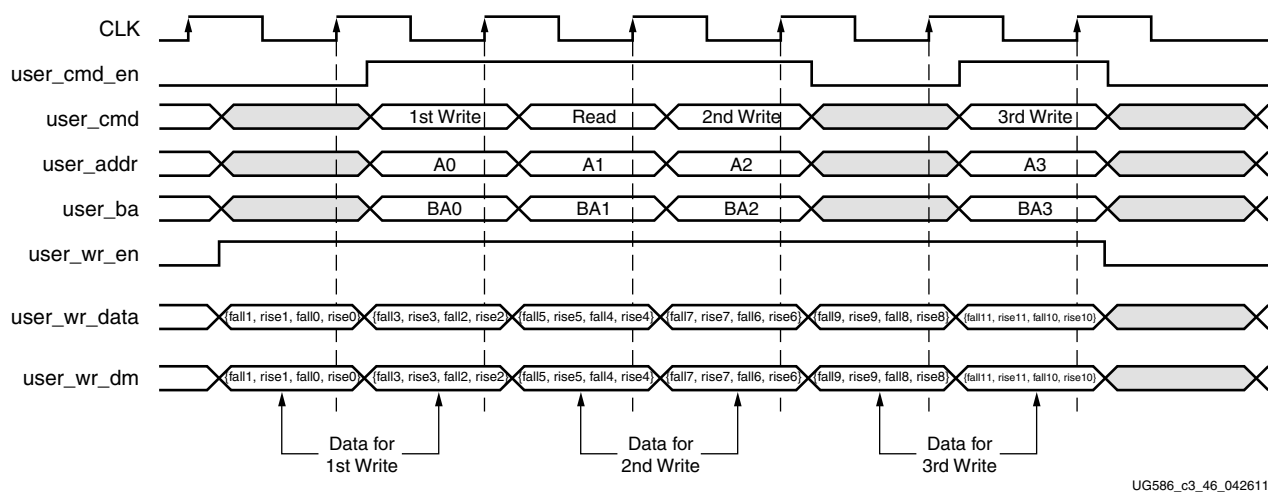 CLK
user_cmd_en
user_cmd 1st Write Read 2nd Write 3rd Write
user_addr A0 A1 A2 A3
user_ba BA0 BA1 BA2 BA3
user_wr_en
user_wr_data {fall1, rise1, fall0, rise0} {fall3, rise3, fall2, rise2} {fall5, rise5, fall4, rise4} {fall7, rise7, fall6, rise6} {fall9, rise9, fall8, rise8} {fall11, rise11, fall10, rise10}
user_wr_dm {fall1, rise1, fall0, rise0} {fall3, rise3, fall2, rise2} {fall5, rise5, fall4, rise4} {fall7, rise7, fall6, rise6} {fall9, rise9, fall8, rise8} {fall11, rise11, fall10, rise10}
Data for Data for Data for
1st Write 2nd Write 3rd Write
UG586_c3_46_042611